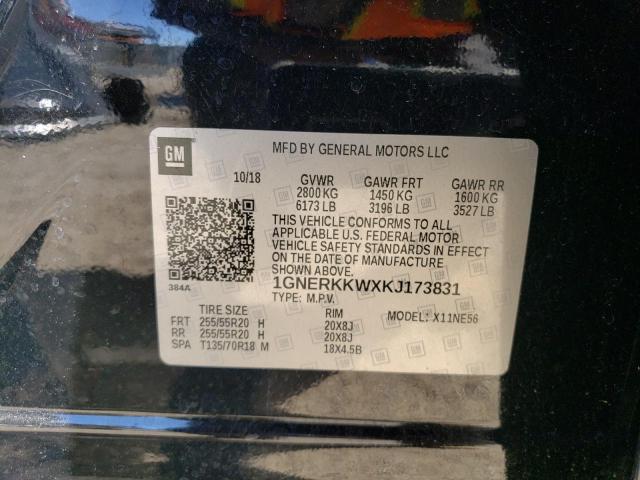 GM
MFD BY GENERAL MOTORS LLC
10/18 GVWR GAWR FRT GAWR RR
2800 KG 1450 KG 1600 KG
6173 LB 3196 LB 3527 LB
THIS VEHICLE CONFORMS TO ALL
APPLICABLE U.S. FEDERAL MOTOR
VEHICLE SAFETY STANDARDS IN EFFECT
ON THE DATE OF MANUFACTURE
SHOWN ABOVE.
384A
1GNERKKWXKJ173831
TYPE: M.P.V.
TIRE SIZE RIM MODEL: X11NE56
FRT 255/55R20 H 20X8J
RR 255/55R20 H 20X8J
SPA T135/70R18 M 18X4.5B